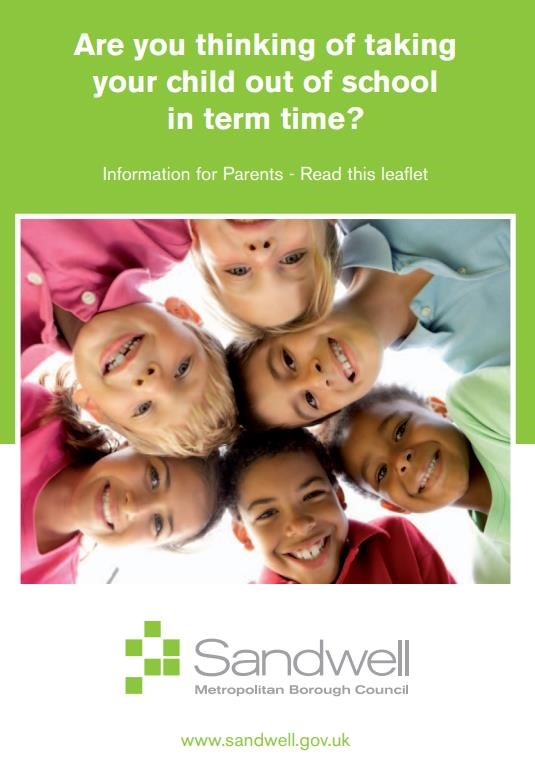 Are you thinking of taking
your child out of school
in term time?
Information for Parents - Read this leaflet
Sandwell
Metropolitan Borough Council
www.sandwell.gov.uk